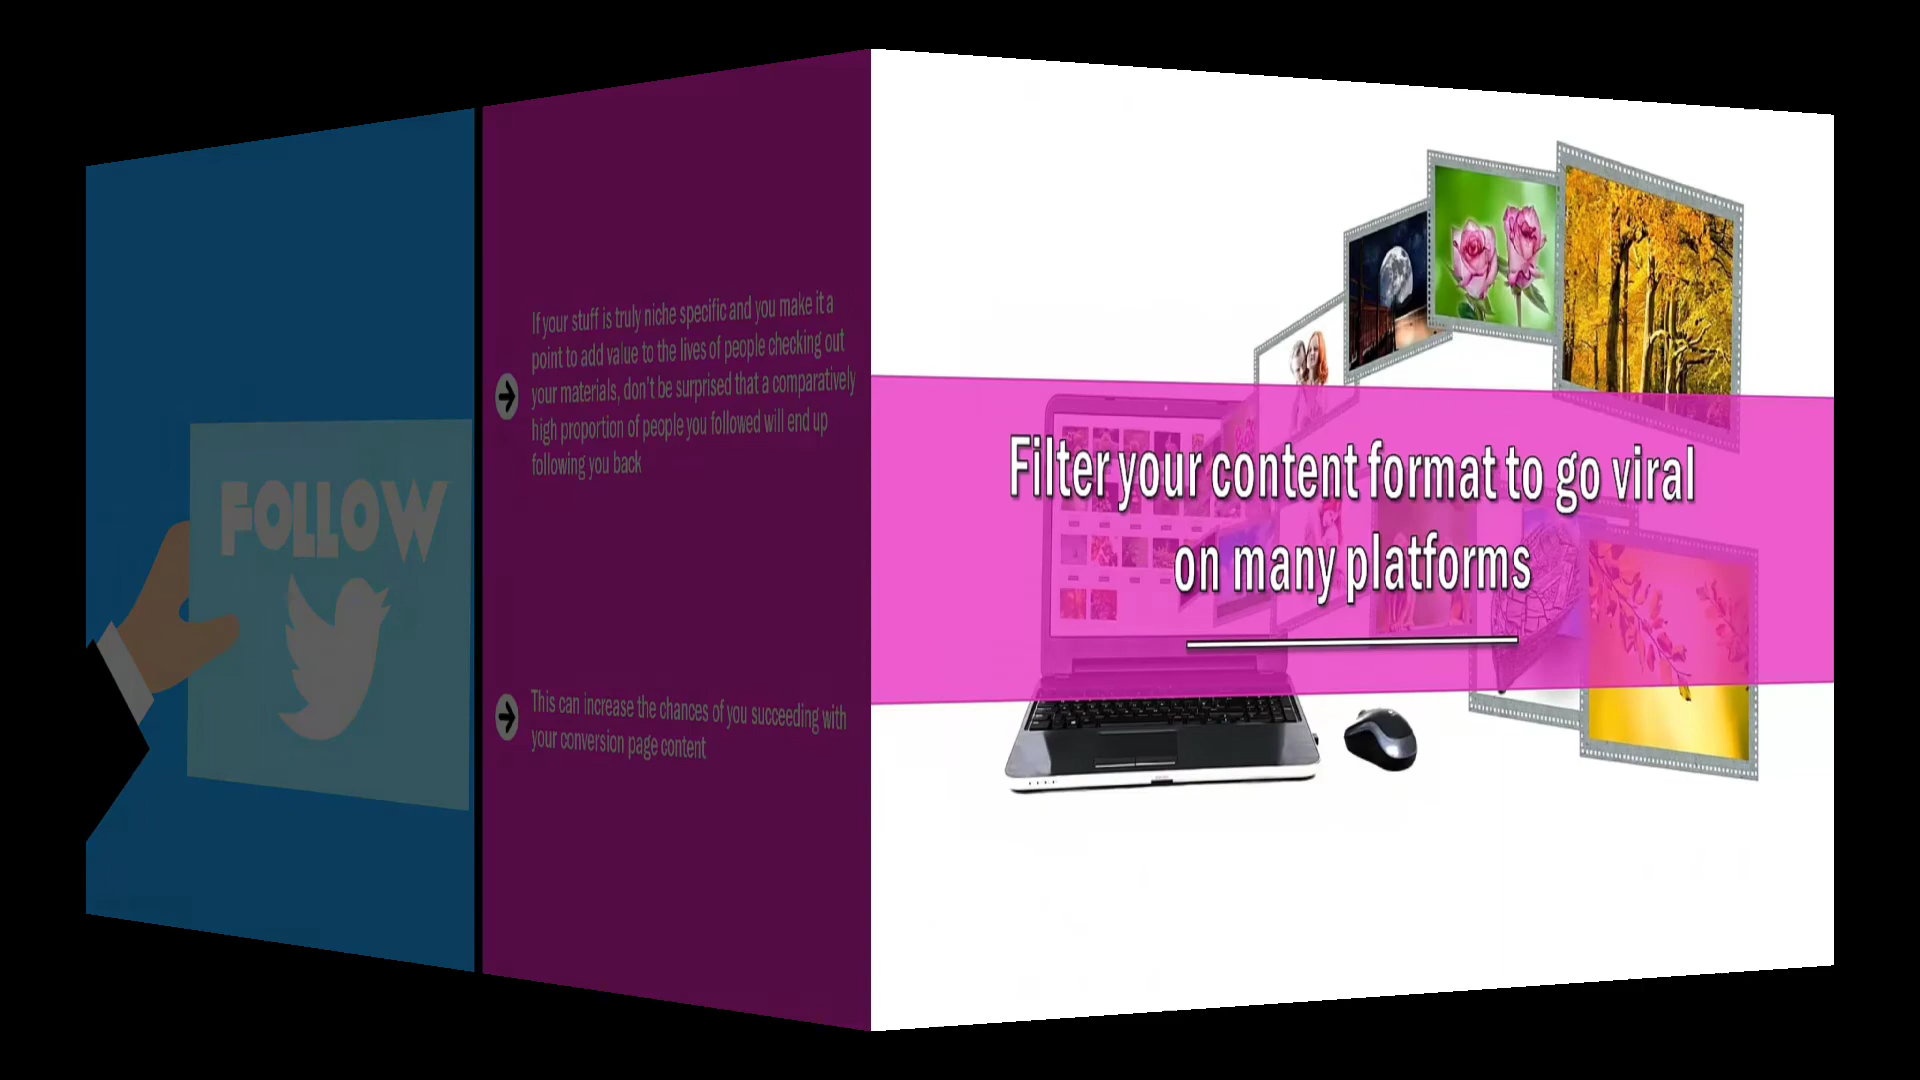 FOLLOW
If your stuff is truly niche specific and you make it a
point to add value to the lives of people checking out
your materials, don't be surprised that a comparatively
high proportion of people you followed will end up
following you back
This can increase the chances of you succeeding with
your conversion page content
Filter your content format to go viral
on many platforms